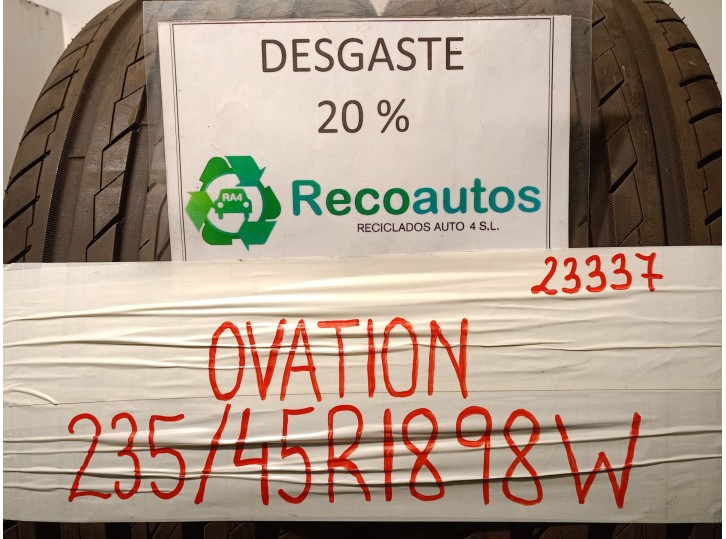 DESGASTE
20 %
RA4
Recoautos
RECICLADOS AUTO 4 S.L.
23337
OVATION
235/45R1898W